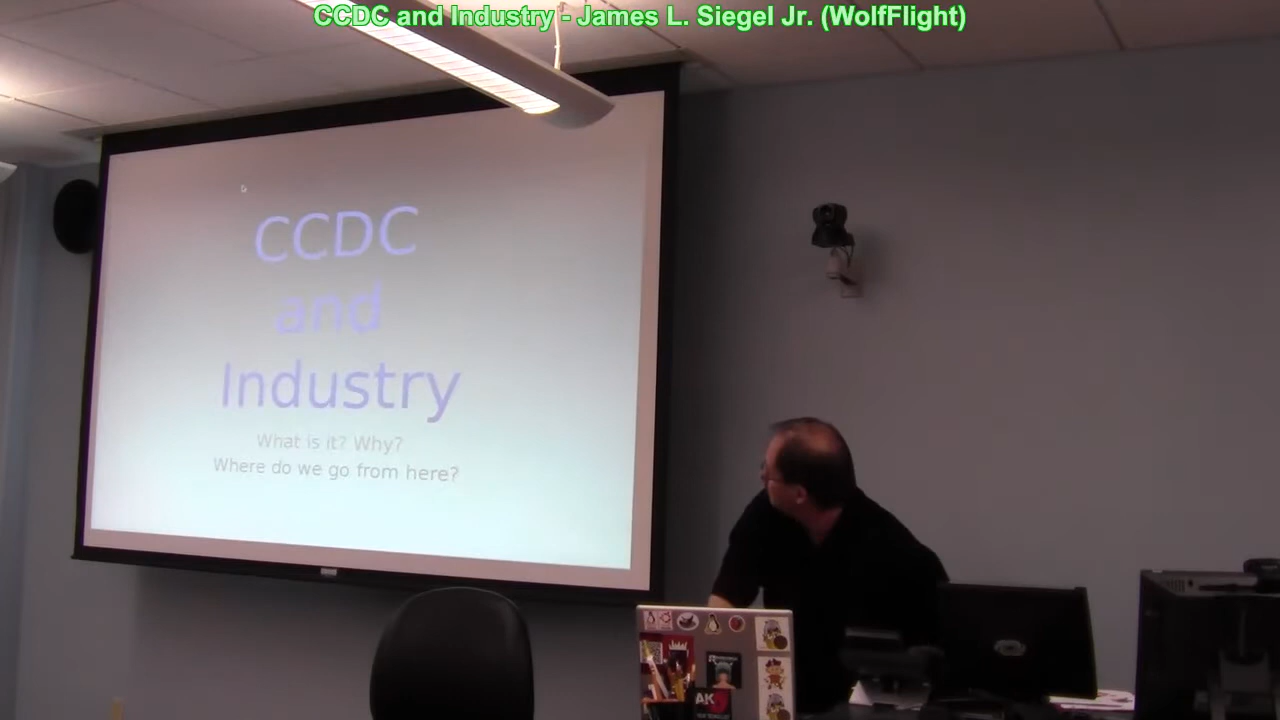 CCDC and Industry - James L. Siegel Jr. (WolfFlight)
CCDC
and
Industry
What is it? Why?
Where do we go from here?
AK